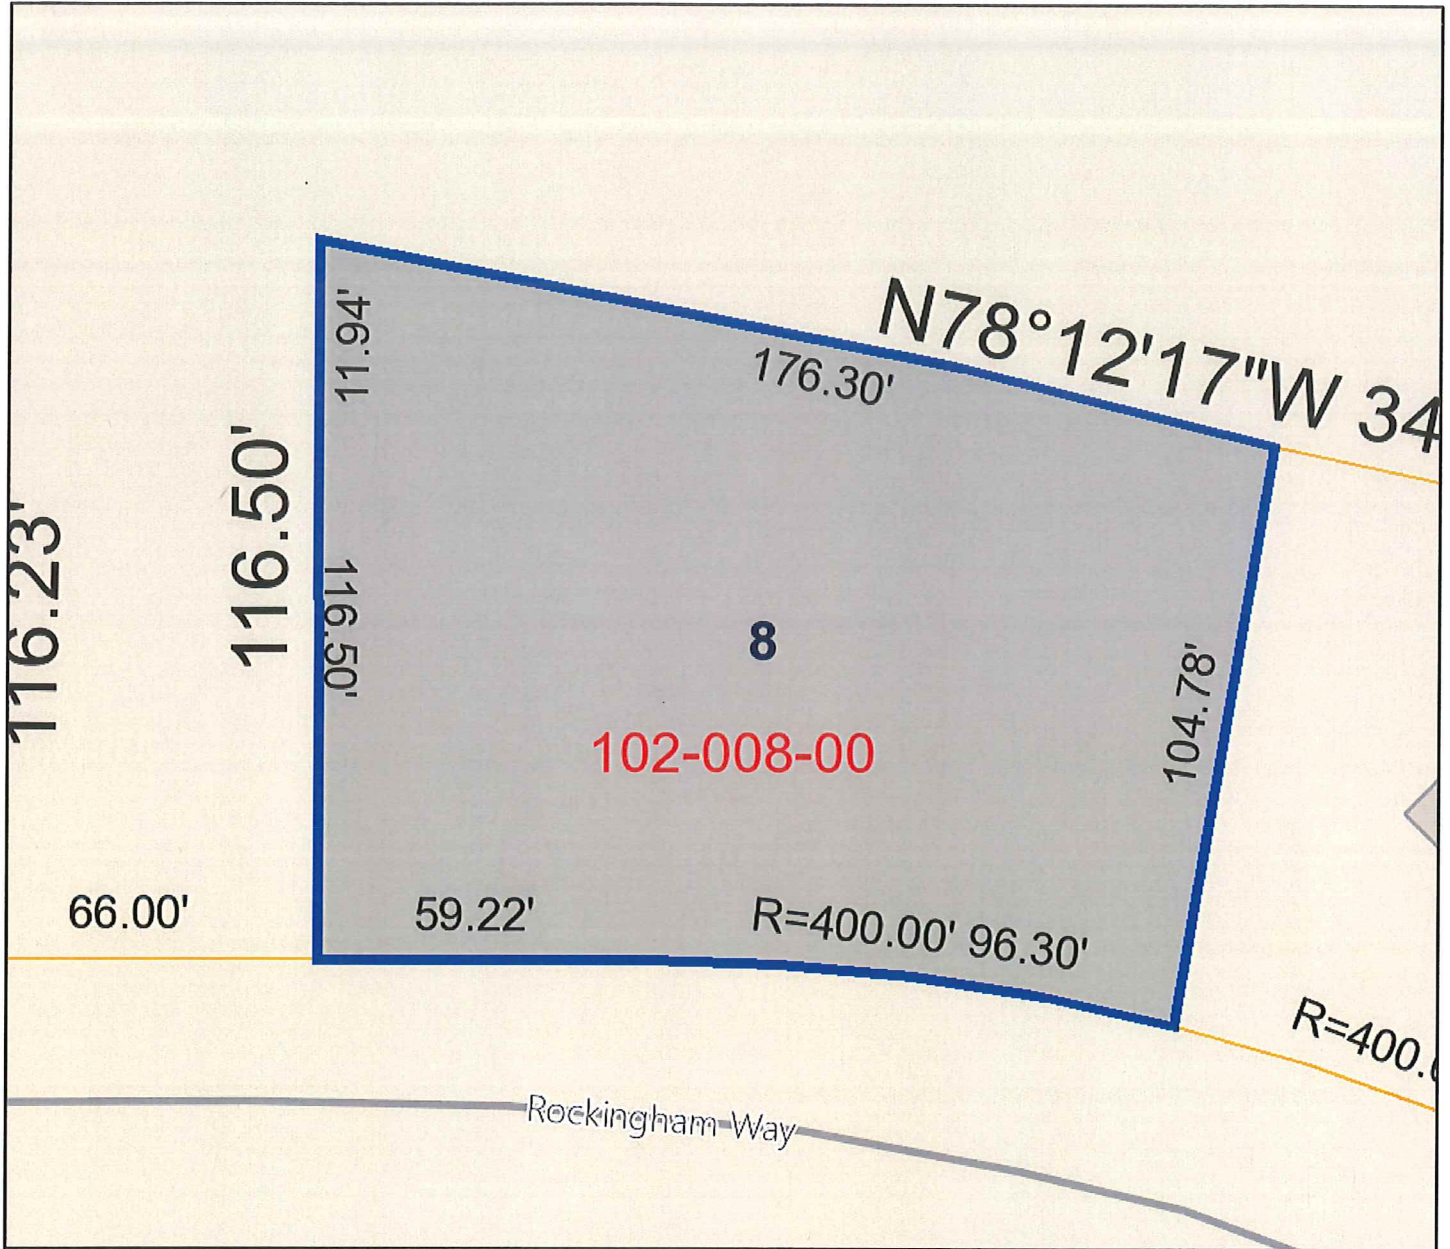 N78°12'17"W 34
11.94'
176.30'
116.50'
116.23'
116.50'
8
104.78'
102-008-00
66.00'
59.22'
R=400.00' 96.30'
R=400.
Rockingham Way